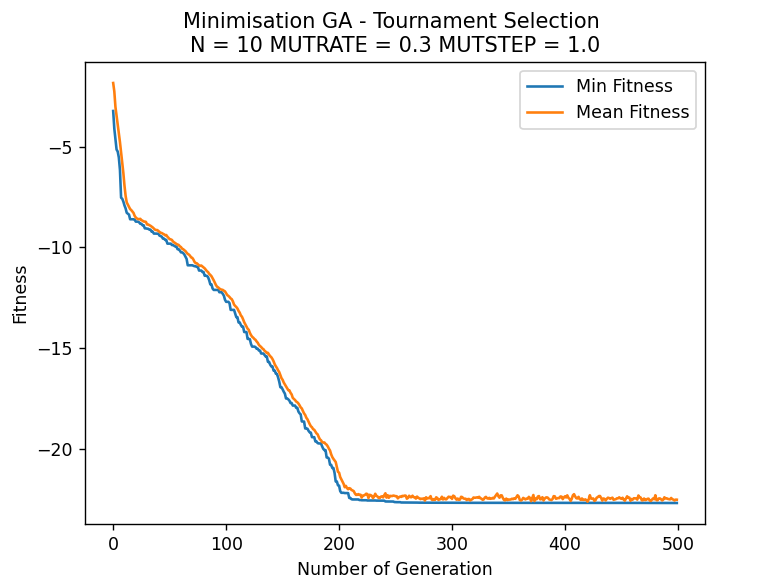 Minimisation GA - Tournament Selection
N = 10 MUTRATE = 0.3 MUTSTEP = 1.0
Min Fitness
Mean Fitness
Fitness
−5
−10
−15
−20
0 100 200 300 400 500
Number of Generation